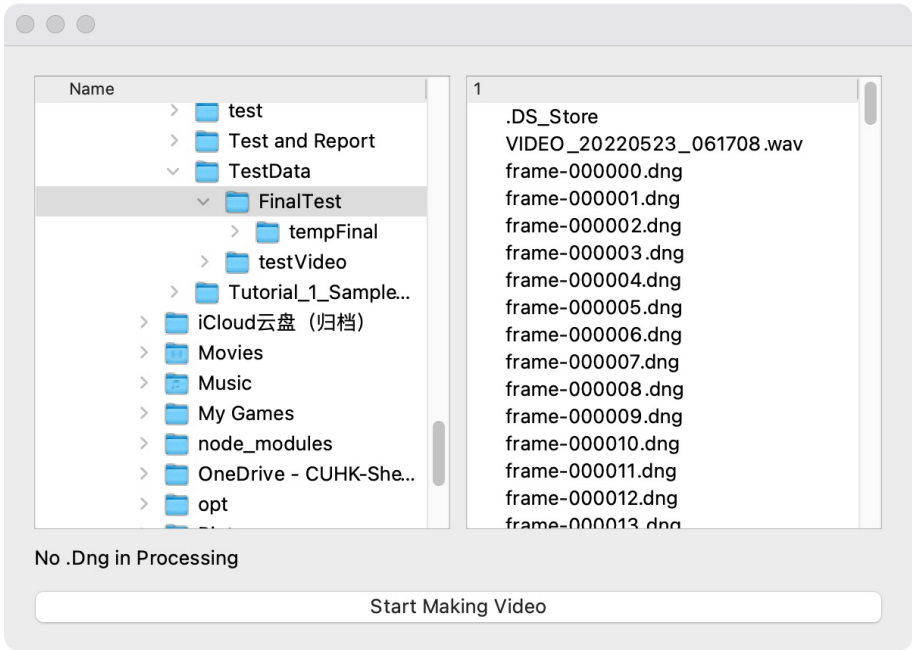 Name
test
Test and Report
TestData
FinalTest
tempFinal
testVideo
Tutorial_1_Sample...
iCloud云盘（归档）
Movies
Music
My Games
node_modules
OneDrive - CUHK-She...
opt
1
.DS_Store
VIDEO_20220523_061708.wav
frame-000000.dng
frame-000001.dng
frame-000002.dng
frame-000003.dng
frame-000004.dng
frame-000005.dng
frame-000006.dng
frame-000007.dng
frame-000008.dng
frame-000009.dng
frame-000010.dng
frame-000011.dng
frame-000012.dng
frame-000013.dng
No .Dng in Processing
Start Making Video